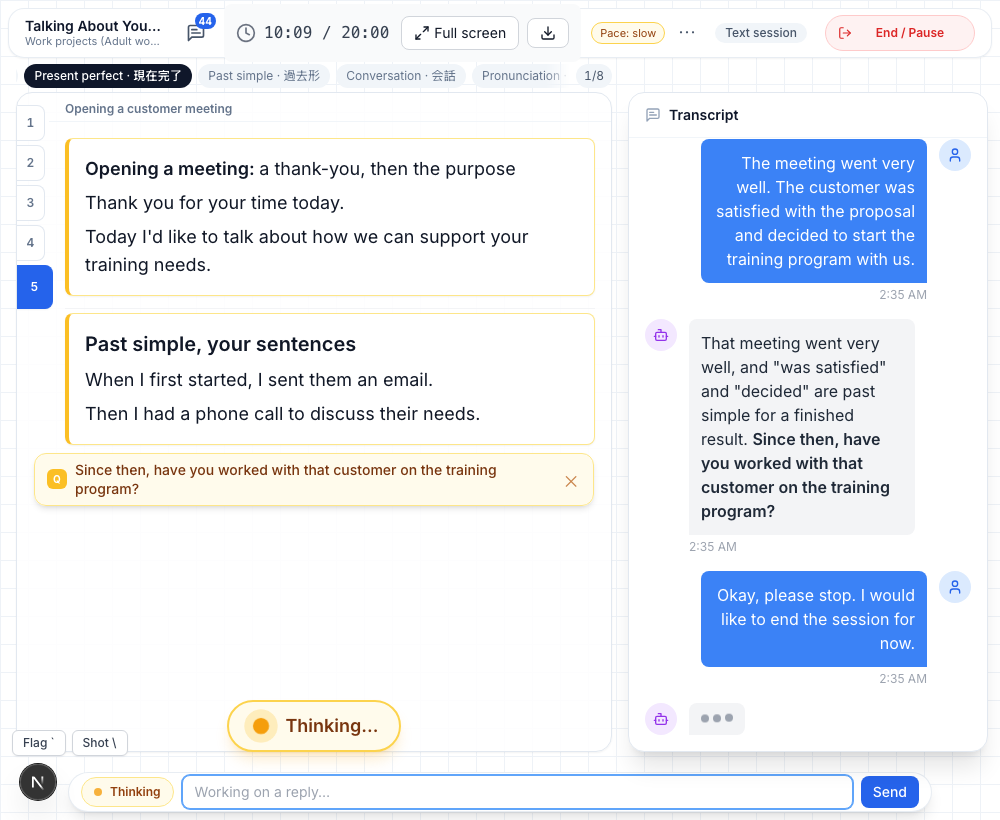 Talking About You...
Work projects (Adult wo...
44
10:09 / 20:00
Full screen
Pace: slow
...
Text session
End / Pause
Present perfect · 現在完了
Past simple · 過去形
Conversation · 会話
Pronunciation
1/8
1
2
3
4
5
Opening a customer meeting
Opening a meeting: a thank-you, then the purpose
Thank you for your time today.
Today I'd like to talk about how we can support your
training needs.
Past simple, your sentences
When I first started, I sent them an email.
Then I had a phone call to discuss their needs.
Q
Since then, have you worked with that customer on the training
program?
Thinking...
Flag `
Shot \
N
Thinking
Working on a reply...
Send
Transcript
The meeting went very
well. The customer was
satisfied with the proposal
and decided to start the
training program with us.
2:35 AM
That meeting went very
well, and "was satisfied"
and "decided" are past
simple for a finished
result. Since then, have
you worked with that
customer on the training
program?
2:35 AM
Okay, please stop. I would
like to end the session for
now.
2:35 AM